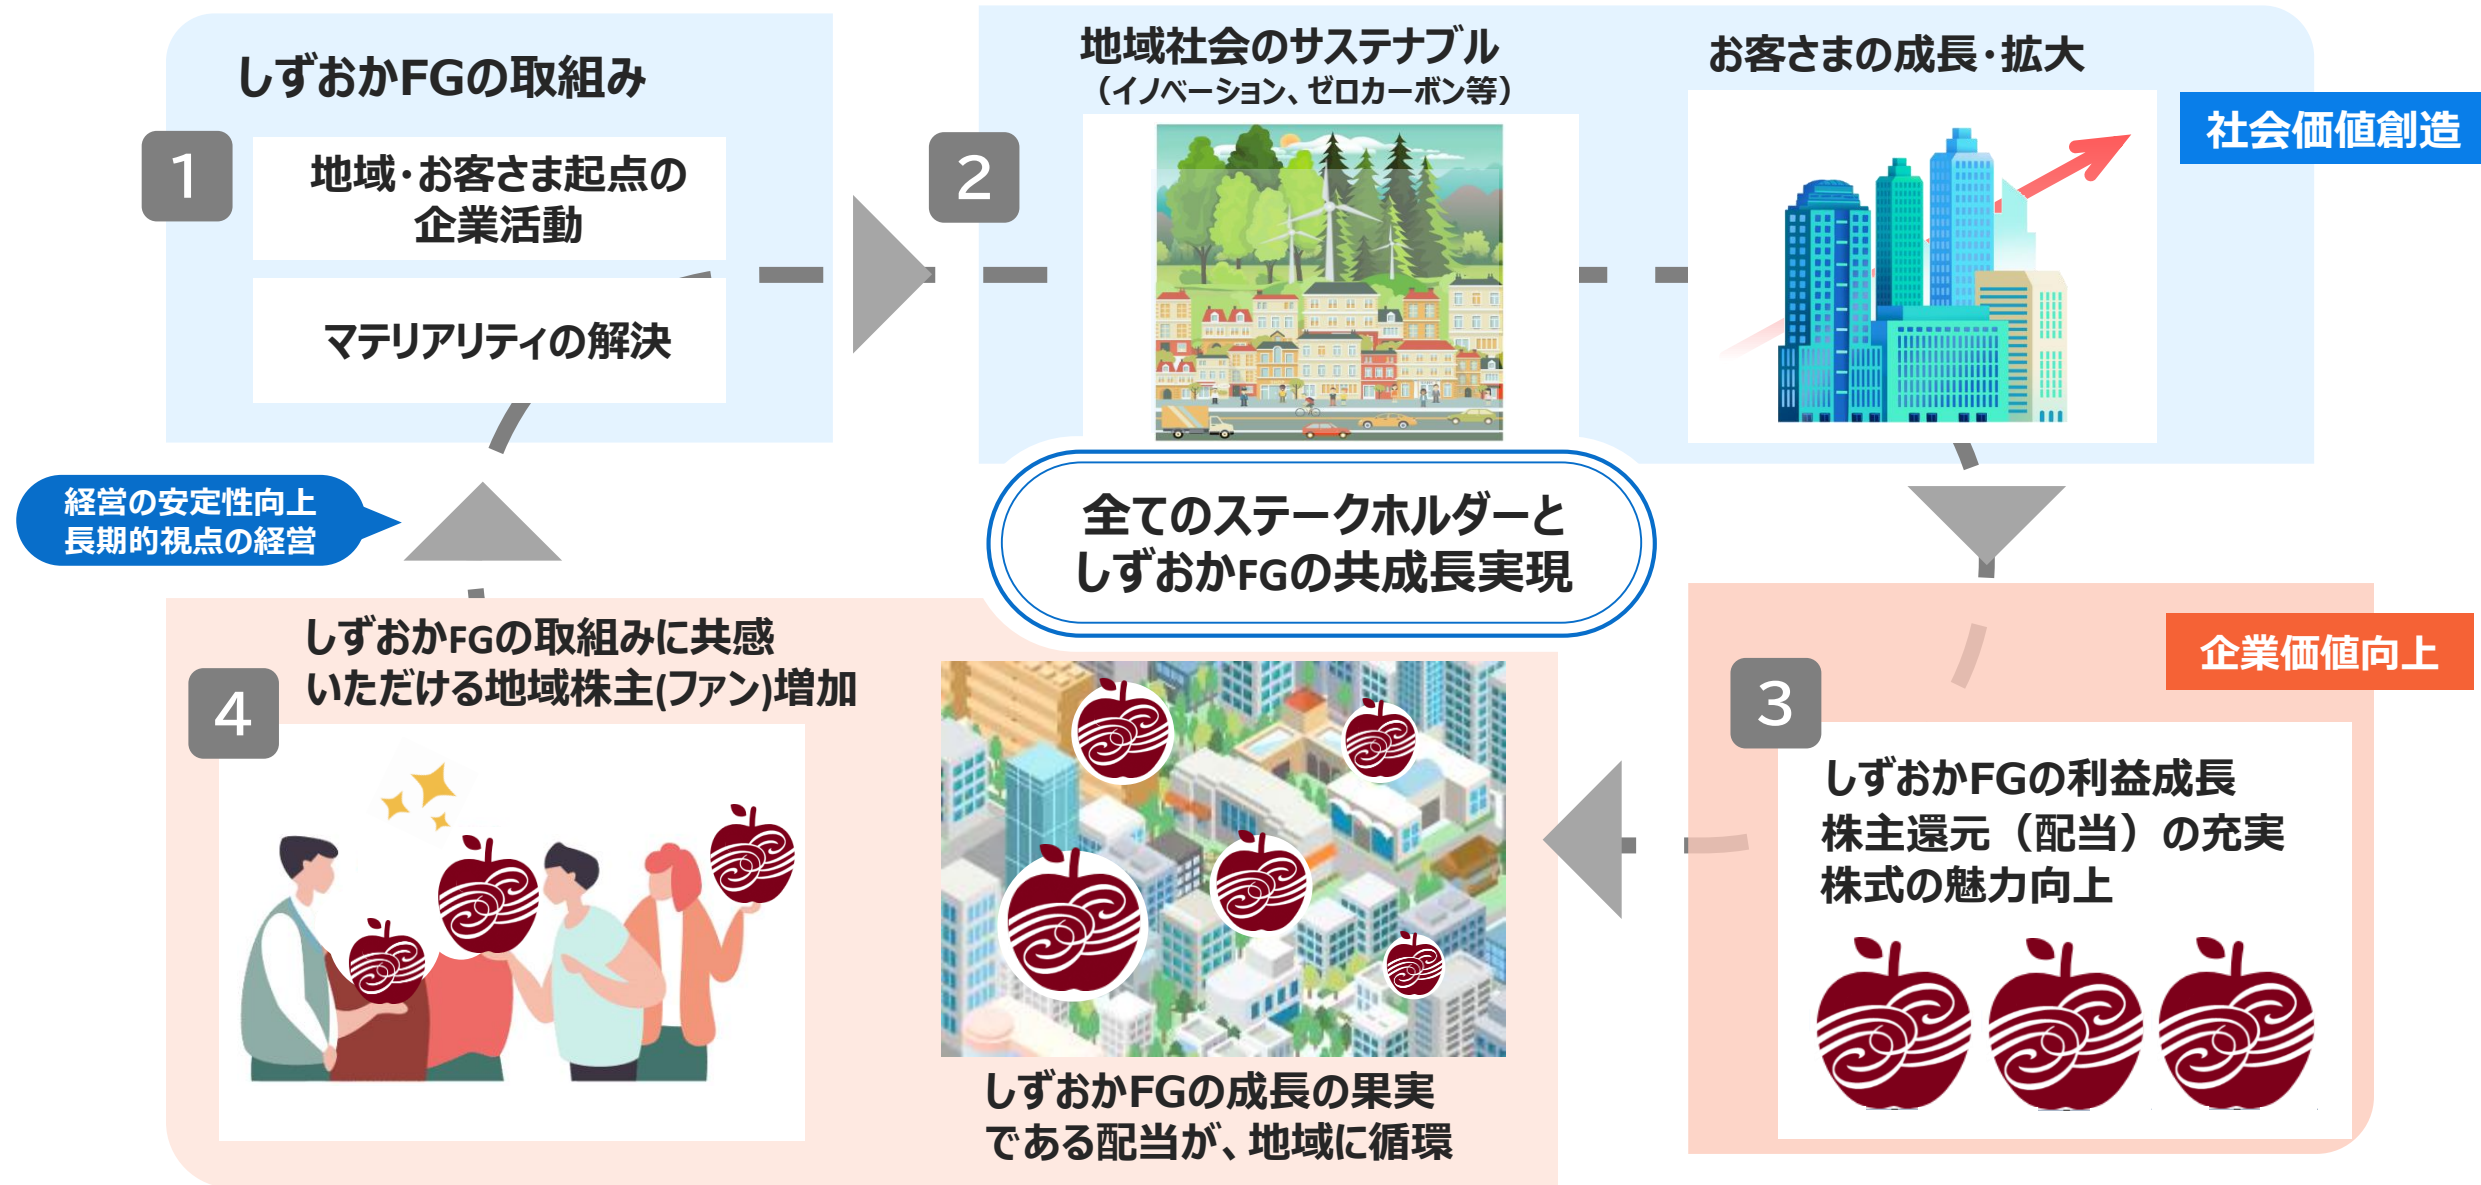 しずおかFGの取組み
1
地域・お客さま起点の
企業活動
マテリアリティの解決
2
地域社会のサステナブル
（イノベーション、ゼロカーボン等）
お客さまの成長・拡大
社会価値創造
経営の安定性向上
長期的視点の経営
全てのステークホルダーと
しずおかFGの共成長実現
企業価値向上
3
しずおかFGの利益成長
株主還元（配当）の充実
株式の魅力向上
4
しずおかFGの取組みに共感
いただける地域株主(ファン)増加
しずおかFGの成長の果実
である配当が、地域に循環